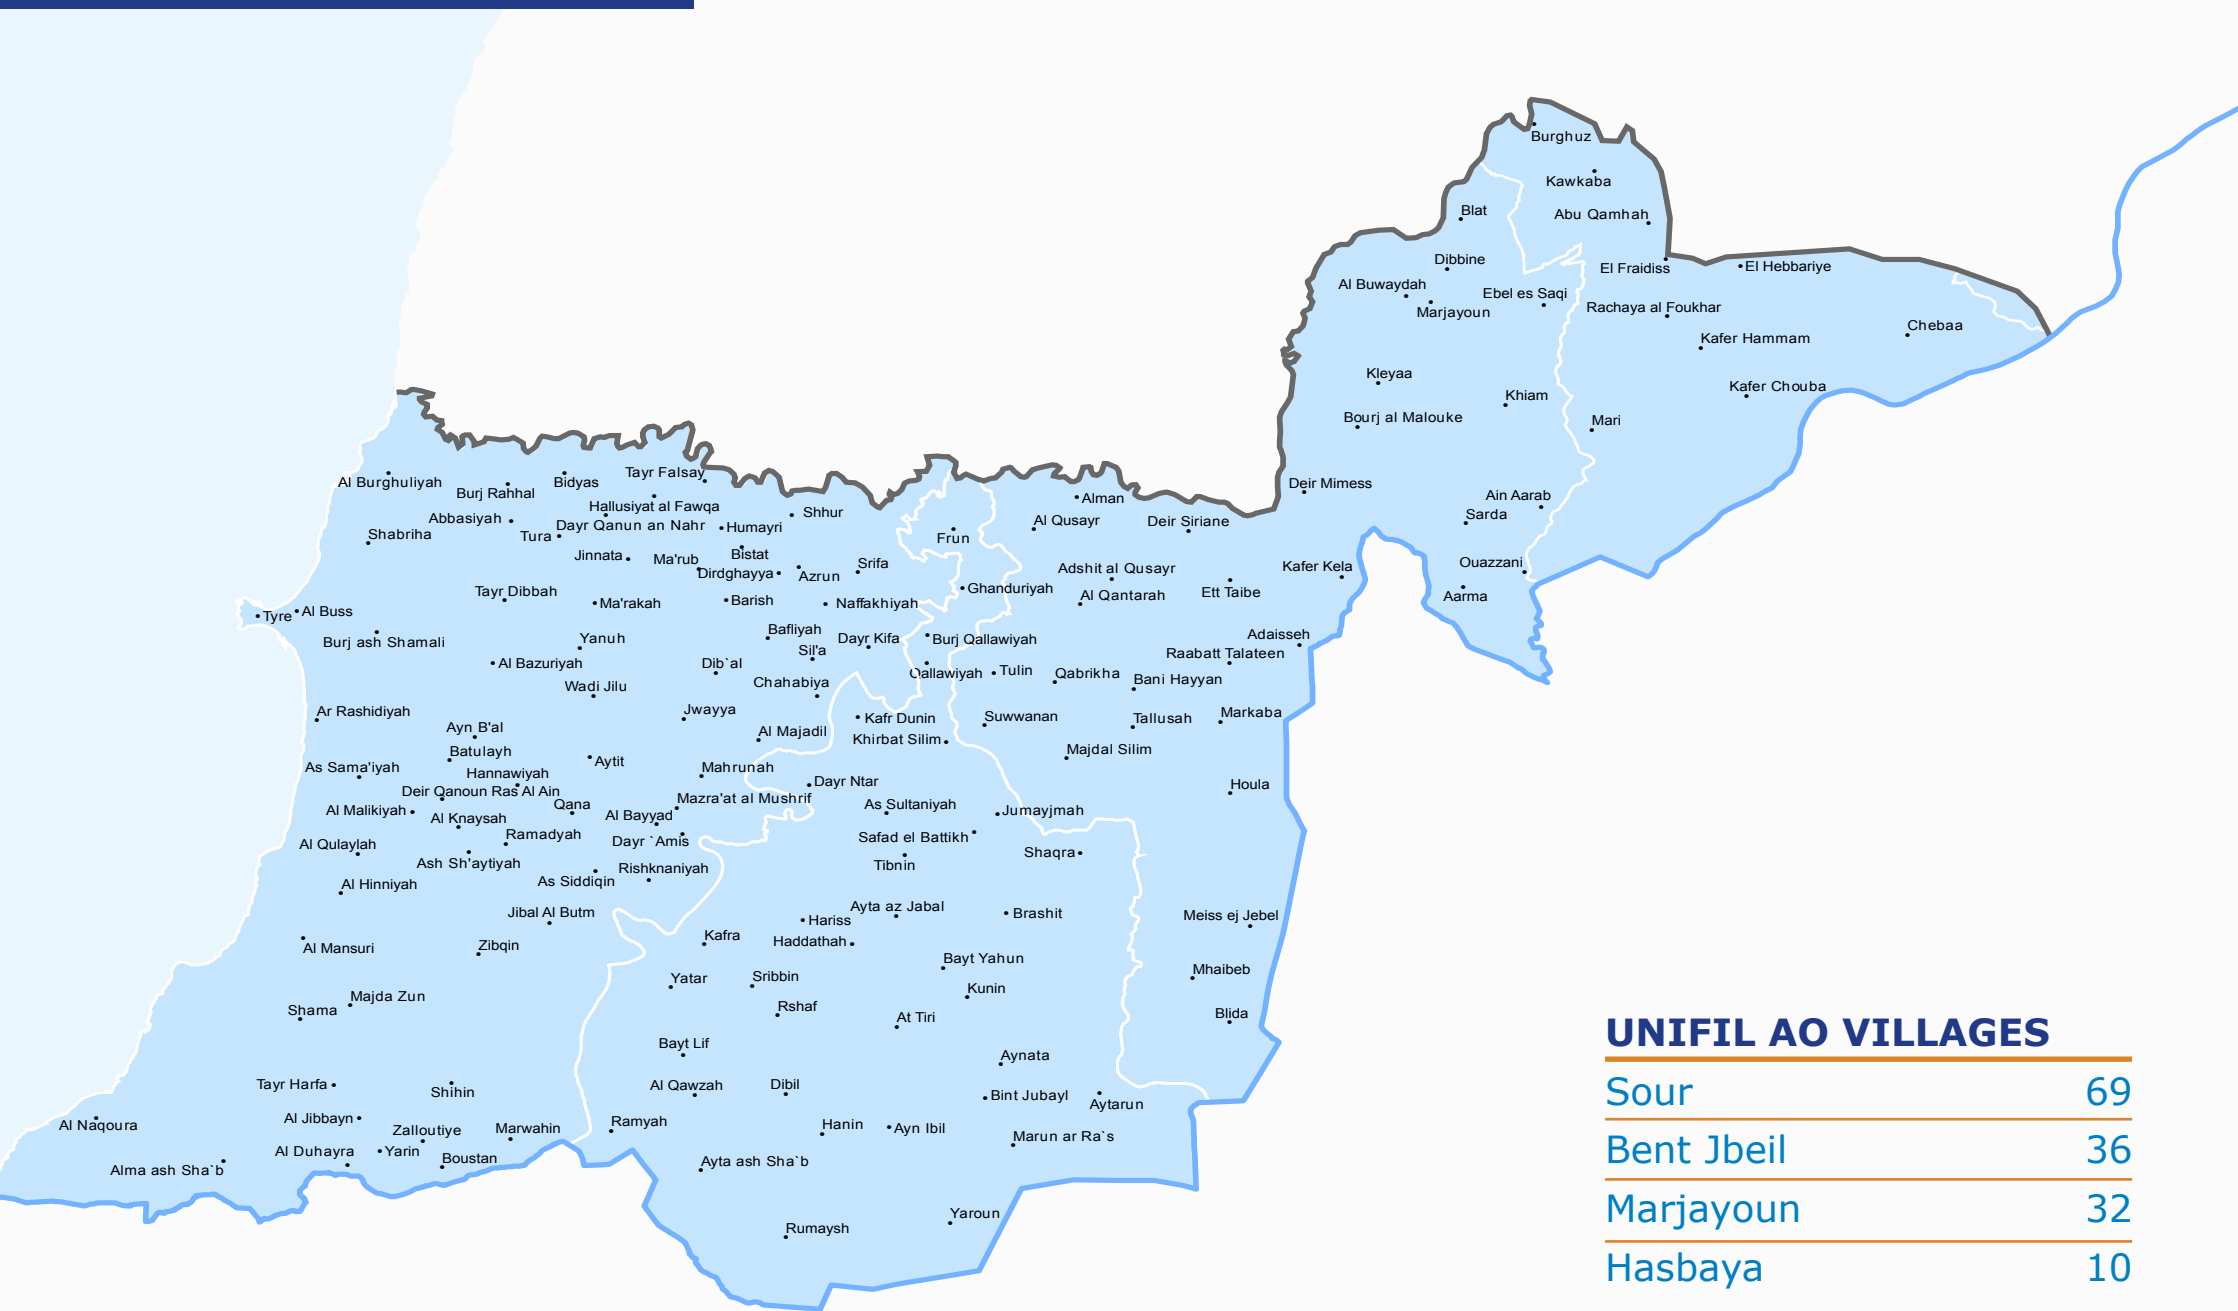 Burghuz
Kawkaba
Blat
Abu Qamhah
Dibbine
El Fraidiss
El Hebbariye
Al Buwaydah
Ebel es Saqi
Marjayoun
Rachaya al Foukhar
Chebaa
Kafer Hammam
Kleyaa
Kafer Chouba
Khiam
Bourj al Malouke
Mari
Tayr Falsay
Al Burghuliyah
Bidyas
Deir Mimess
Burj Rahhal
Ain Aarab
Alman
Hallusiyat al Fawqa
Shhur
Sarda
Abbasiyah
Al Qusayr
Deir Siriane
Dayr Qanun an Nahr
Humayri
Shabriha
Tura
Frun
Bistat
Jinnata
Ma'rub
Srifa
Ouazzani
Dirdghayya
Azrun
Adshit al Qusayr
Kafer Kela
Ghanduriyah
Tayr Dibbah
Ett Taibe
Al Qantarah
Aarma
Ma'rakah
Barish
Naffakhiyah
Tyre
Al Buss
Bafliyah
Adaisseh
Burj ash Shamali
Yanuh
Dayr Kifa
Burj Qallawiyah
Sil'a
Raabatt Talateen
Al Bazuriyah
Dib`al
Qallawiyah
Tulin
Qabrikha
Bani Hayyan
Wadi Jilu
Chahabiya
Ar Rashidiyah
Jwayya
Kafr Dunin
Suwwanan
Tallusah
Markaba
Ayn B'al
Al Majadil
Khirbat Silim
Batulayh
Majdal Silim
Aytit
As Sama'iyah
Hannawiyah
Mahrunah
Dayr Ntar
Houla
Deir Qanoun Ras Al Ain
Mazra'at al Mushrif
Al Malikiyah
Qana
As Sultaniyah
Jumayjmah
Al Knaysah
Al Bayyad
Ramadyah
Safad el Battikh
Al Qulaylah
Dayr `Amis
Shaqra
Ash Sh'aytiyah
Tibnin
Rishknaniyah
Al Hinniyah
As Siddiqin
Jibal Al Butm
Ayta az Jabal
Brashit
Meiss ej Jebel
Hariss
Kafra
Haddathah
Al Mansuri
Zibqin
Bayt Yahun
Mhaibeb
Yatar
Sribbin
Kunin
Majda Zun
Rshaf
Shama
At Tiri
Blida
Bayt Lif
Aynata
Tayr Harfa
Al Qawzah
Dibil
Shihin
Bint Jubayl
Aytarun
Al Jibbayn
Al Naqoura
Ramyah
Hanin
Ayn Ibil
Zalloutiye
Marwahin
Marun ar Ra`s
Al Duhayra
Yarin
Boustan
Ayta ash Sha`b
Alma ash Sha`b
Yaroun
Rumaysh
UNIFIL AO VILLAGES
Sour 69
Bent Jbeil 36
Marjayoun 32
Hasbaya 10